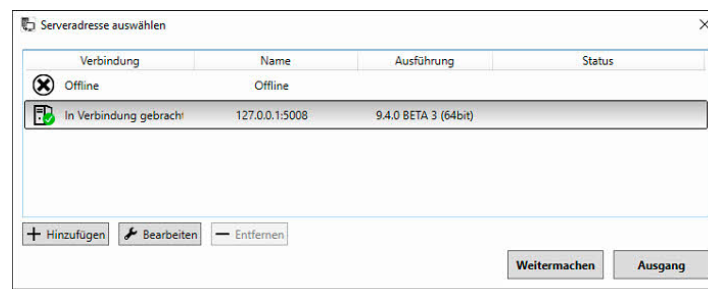 Serveradresse auswählen
Verbindung Name Ausführung Status
Offline Offline
In Verbindung gebracht 127.0.0.1:5008 9.4.0 BETA 3 (64bit)
Hinzufügen Bearbeiten Entfernen
Weitermachen Ausgang